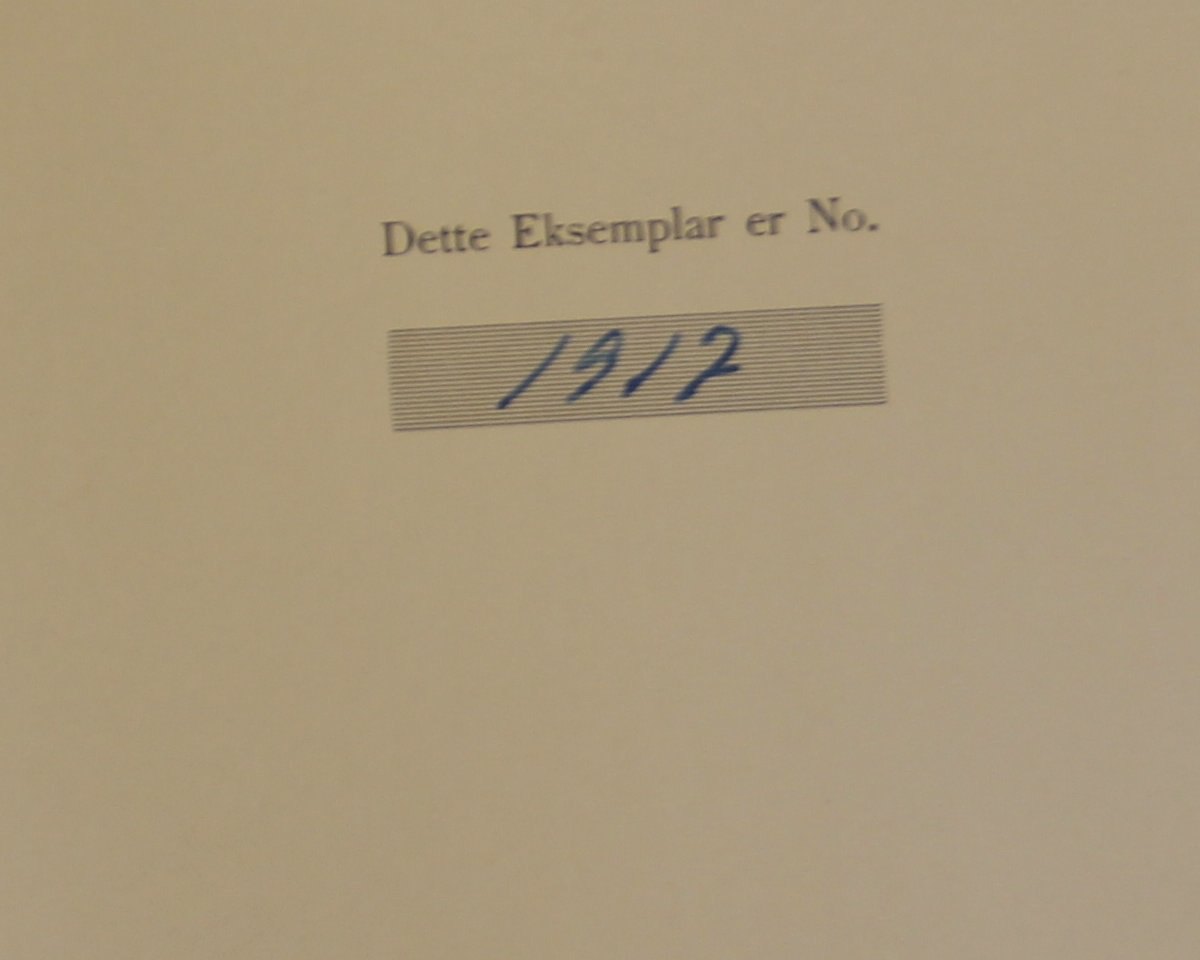 Dette Eksemplar er No.
1912